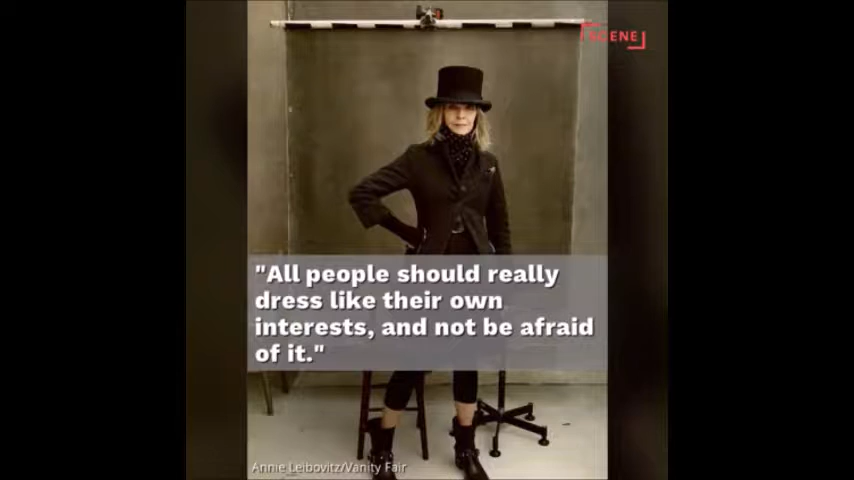 SCENE
"All people should really
dress like their own
interests, and not be afraid
of it."
Annie Leibovitz/Vanity Fair